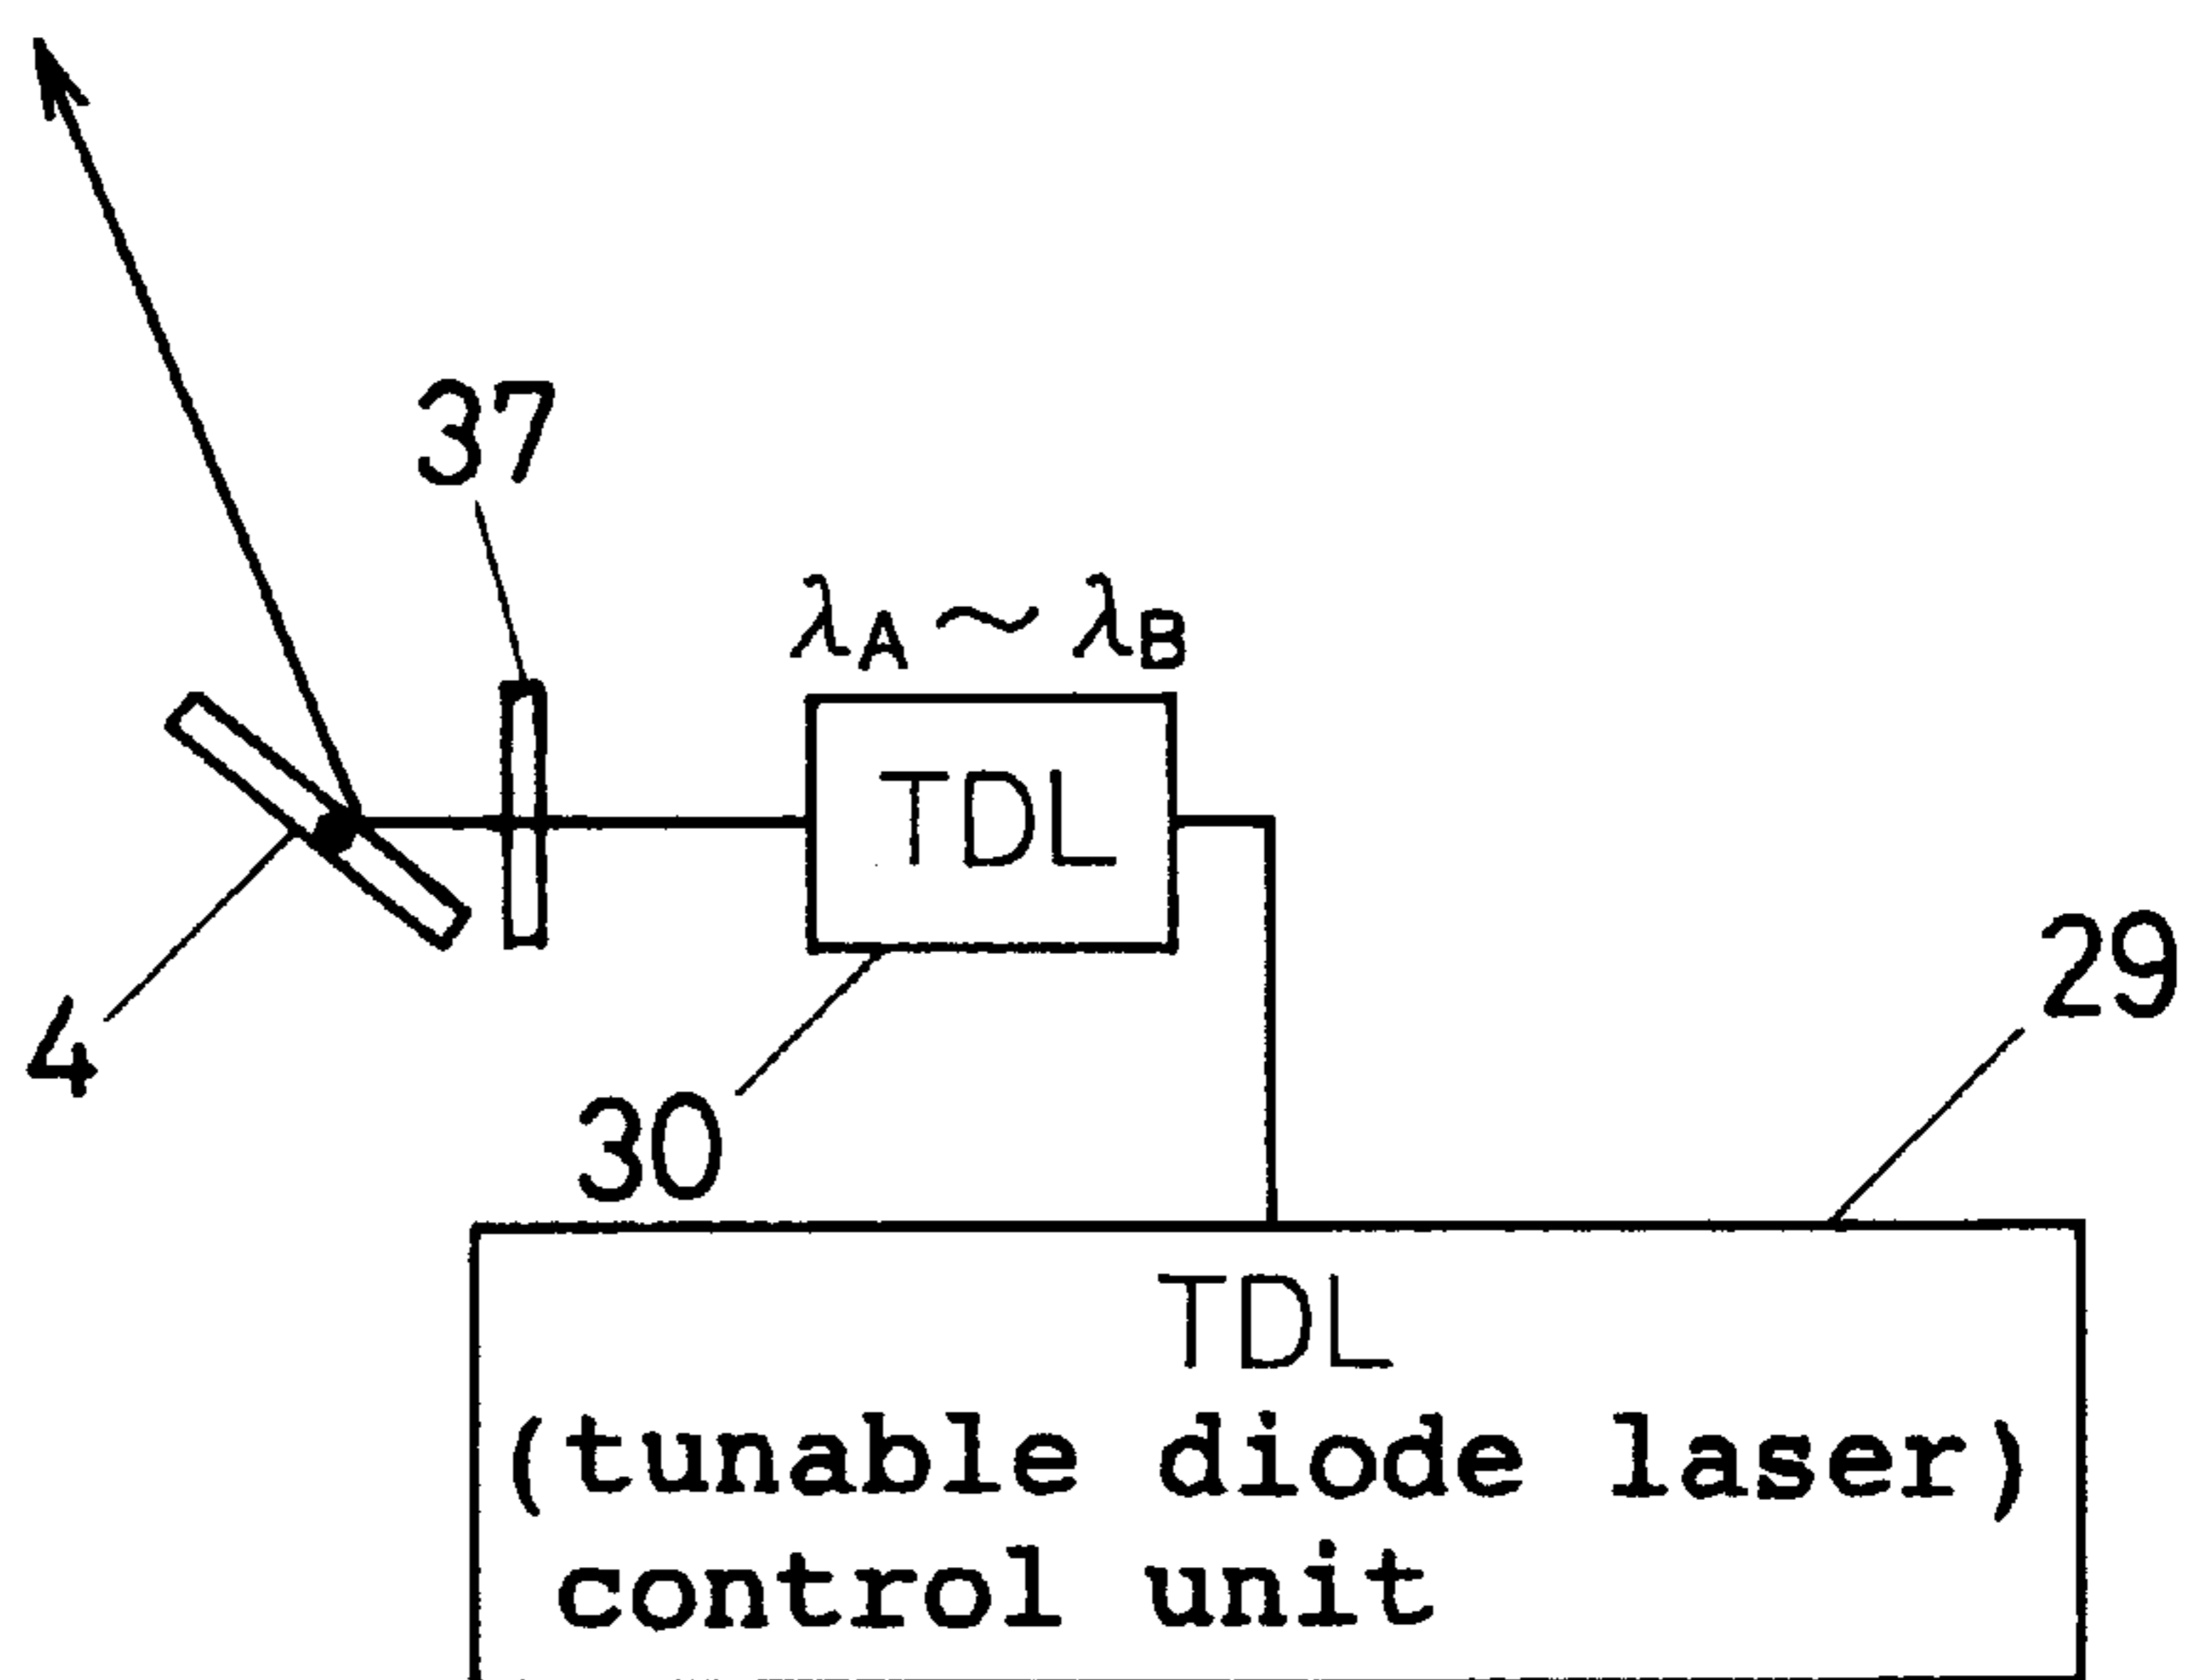 37
λA~λB
TDL
4
30
29
TDL
(tunable diode laser)
control unit